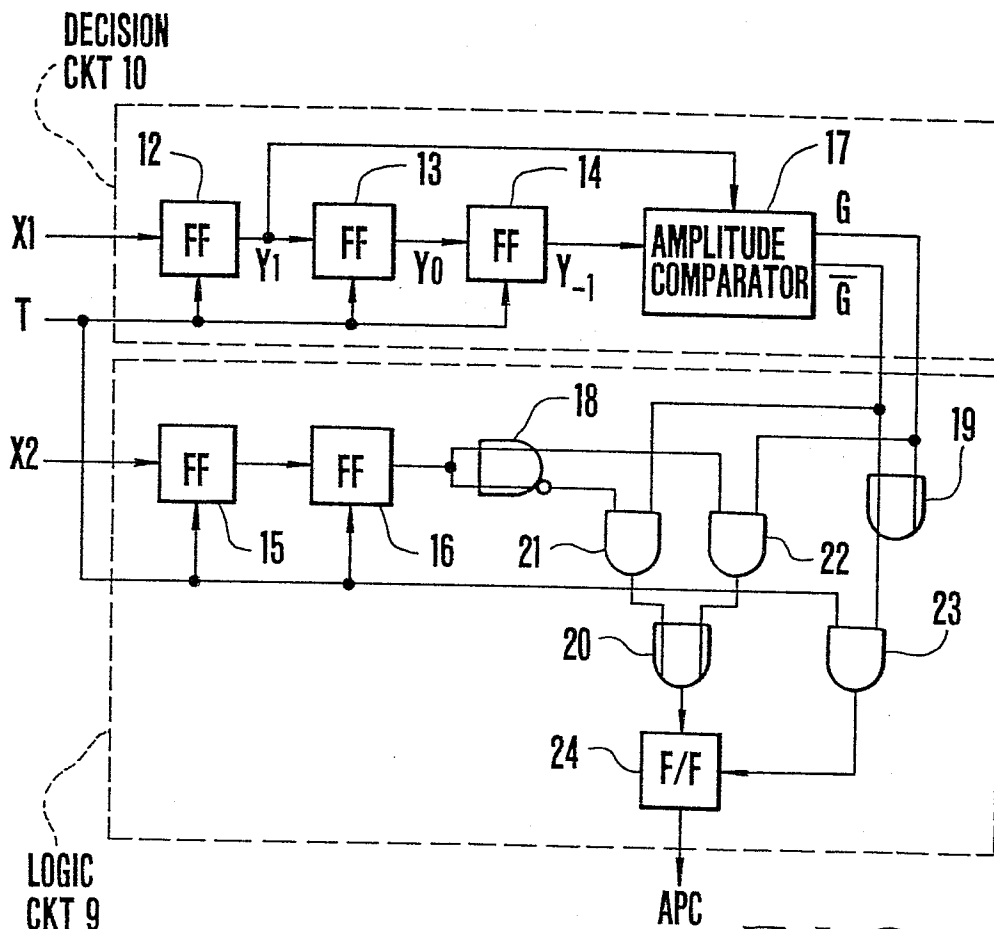 DECISION
CKT 10
12
13
14
17
X1
FF
FF
FF
AMPLITUDE
COMPARATOR
G
G̅
Y1
Y0
Y-1
T
18
19
X2
FF
FF
15
16
21
22
23
20
24
F/F
LOGIC
CKT 9
APC